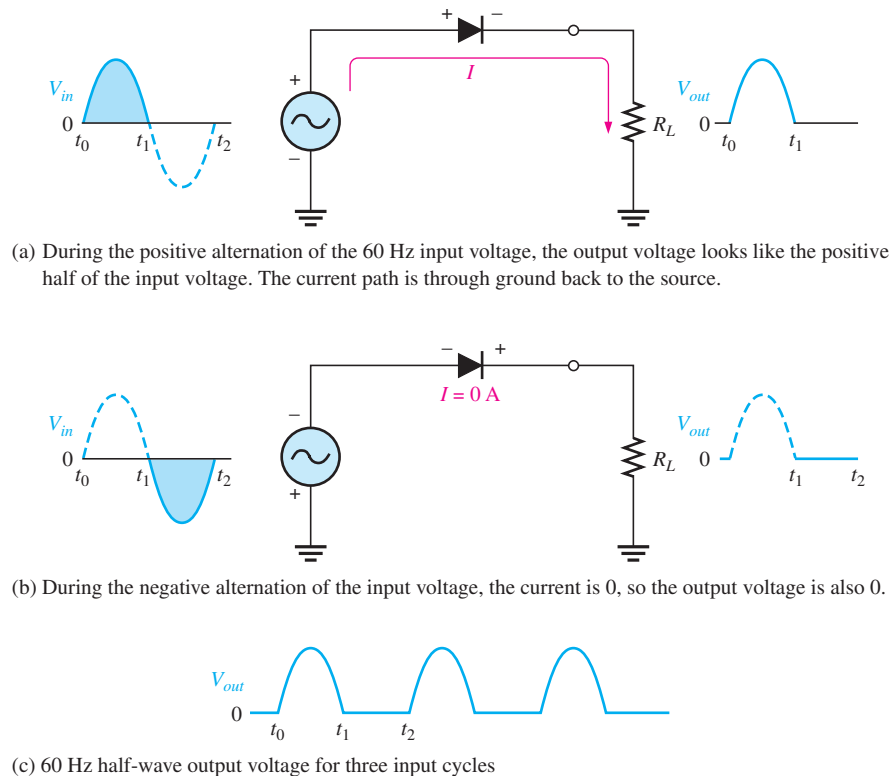 + –
I
+
–
V_in
0
t_0 t_1 t_2
R_L
V_out
0
t_0 t_1
(a) During the positive alternation of the 60 Hz input voltage, the output voltage looks like the positive
half of the input voltage. The current path is through ground back to the source.
– +
I = 0 A
–
+
V_in
0
t_0 t_1 t_2
R_L
V_out
0
t_1 t_2
(b) During the negative alternation of the input voltage, the current is 0, so the output voltage is also 0.
V_out
0
t_0 t_1 t_2
(c) 60 Hz half-wave output voltage for three input cycles